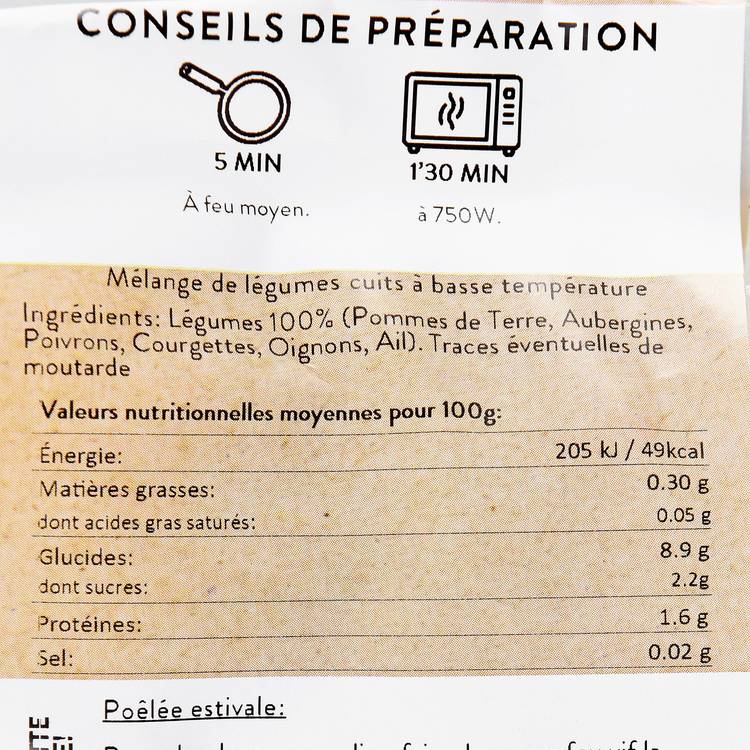 CONSEILS DE PRÉPARATION
5 MIN
1'30 MIN
À feu moyen.
à 750W.
Mélange de légumes cuits à basse température
Ingrédients: Légumes 100% (Pommes de Terre, Aubergines,
Poivrons, Courgettes, Oignons, Ail). Traces éventuelles de
moutarde
Valeurs nutritionnelles moyennes pour 100g:
Énergie: 205 kJ / 49kcal
Matières grasses: 0.30 g
dont acides gras saturés: 0.05 g
Glucides: 8.9 g
dont sucres: 2.2g
Protéines: 1.6 g
Sel: 0.02 g
Poêlée estivale: